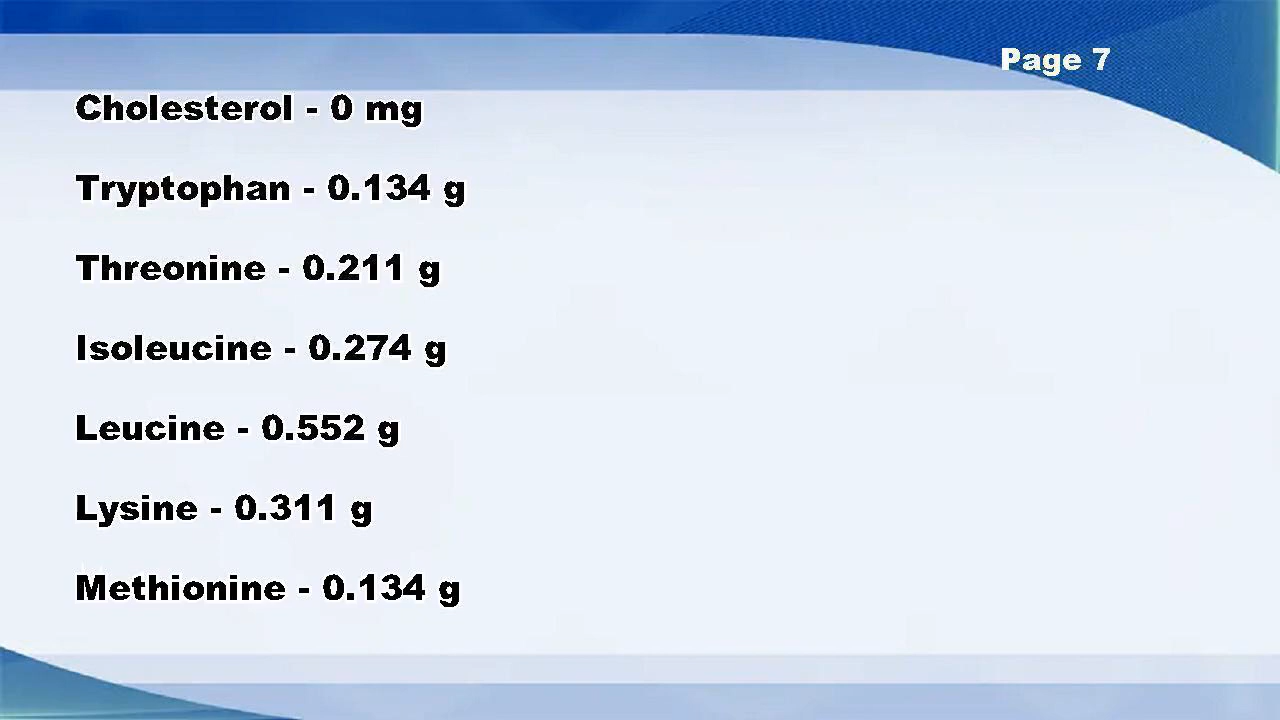 Page 7
Cholesterol - 0 mg
Tryptophan - 0.134 g
Threonine - 0.211 g
Isoleucine - 0.274 g
Leucine - 0.552 g
Lysine - 0.311 g
Methionine - 0.134 g